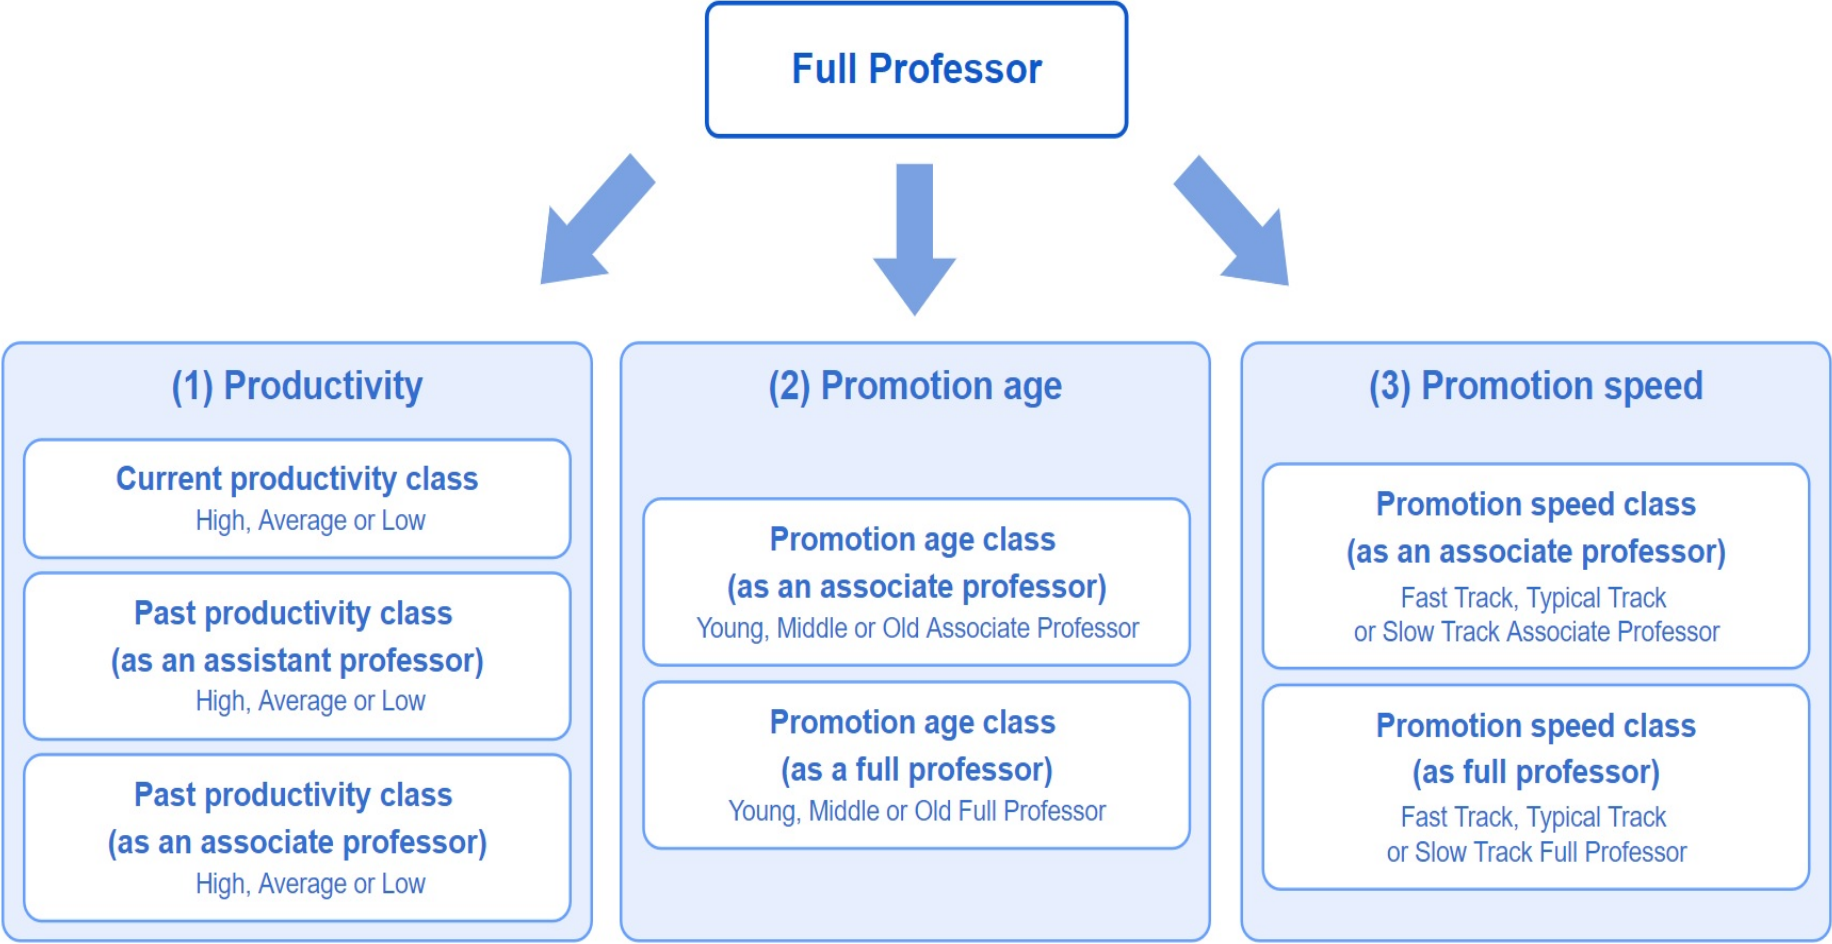 Full Professor
(1) Productivity
Current productivity class
High, Average or Low
Past productivity class
(as an assistant professor)
High, Average or Low
Past productivity class
(as an associate professor)
High, Average or Low
(2) Promotion age
Promotion age class
(as an associate professor)
Young, Middle or Old Associate Professor
Promotion age class
(as a full professor)
Young, Middle or Old Full Professor
(3) Promotion speed
Promotion speed class
(as an associate professor)
Fast Track, Typical Track
or Slow Track Associate Professor
Promotion speed class
(as full professor)
Fast Track, Typical Track
or Slow Track Full Professor